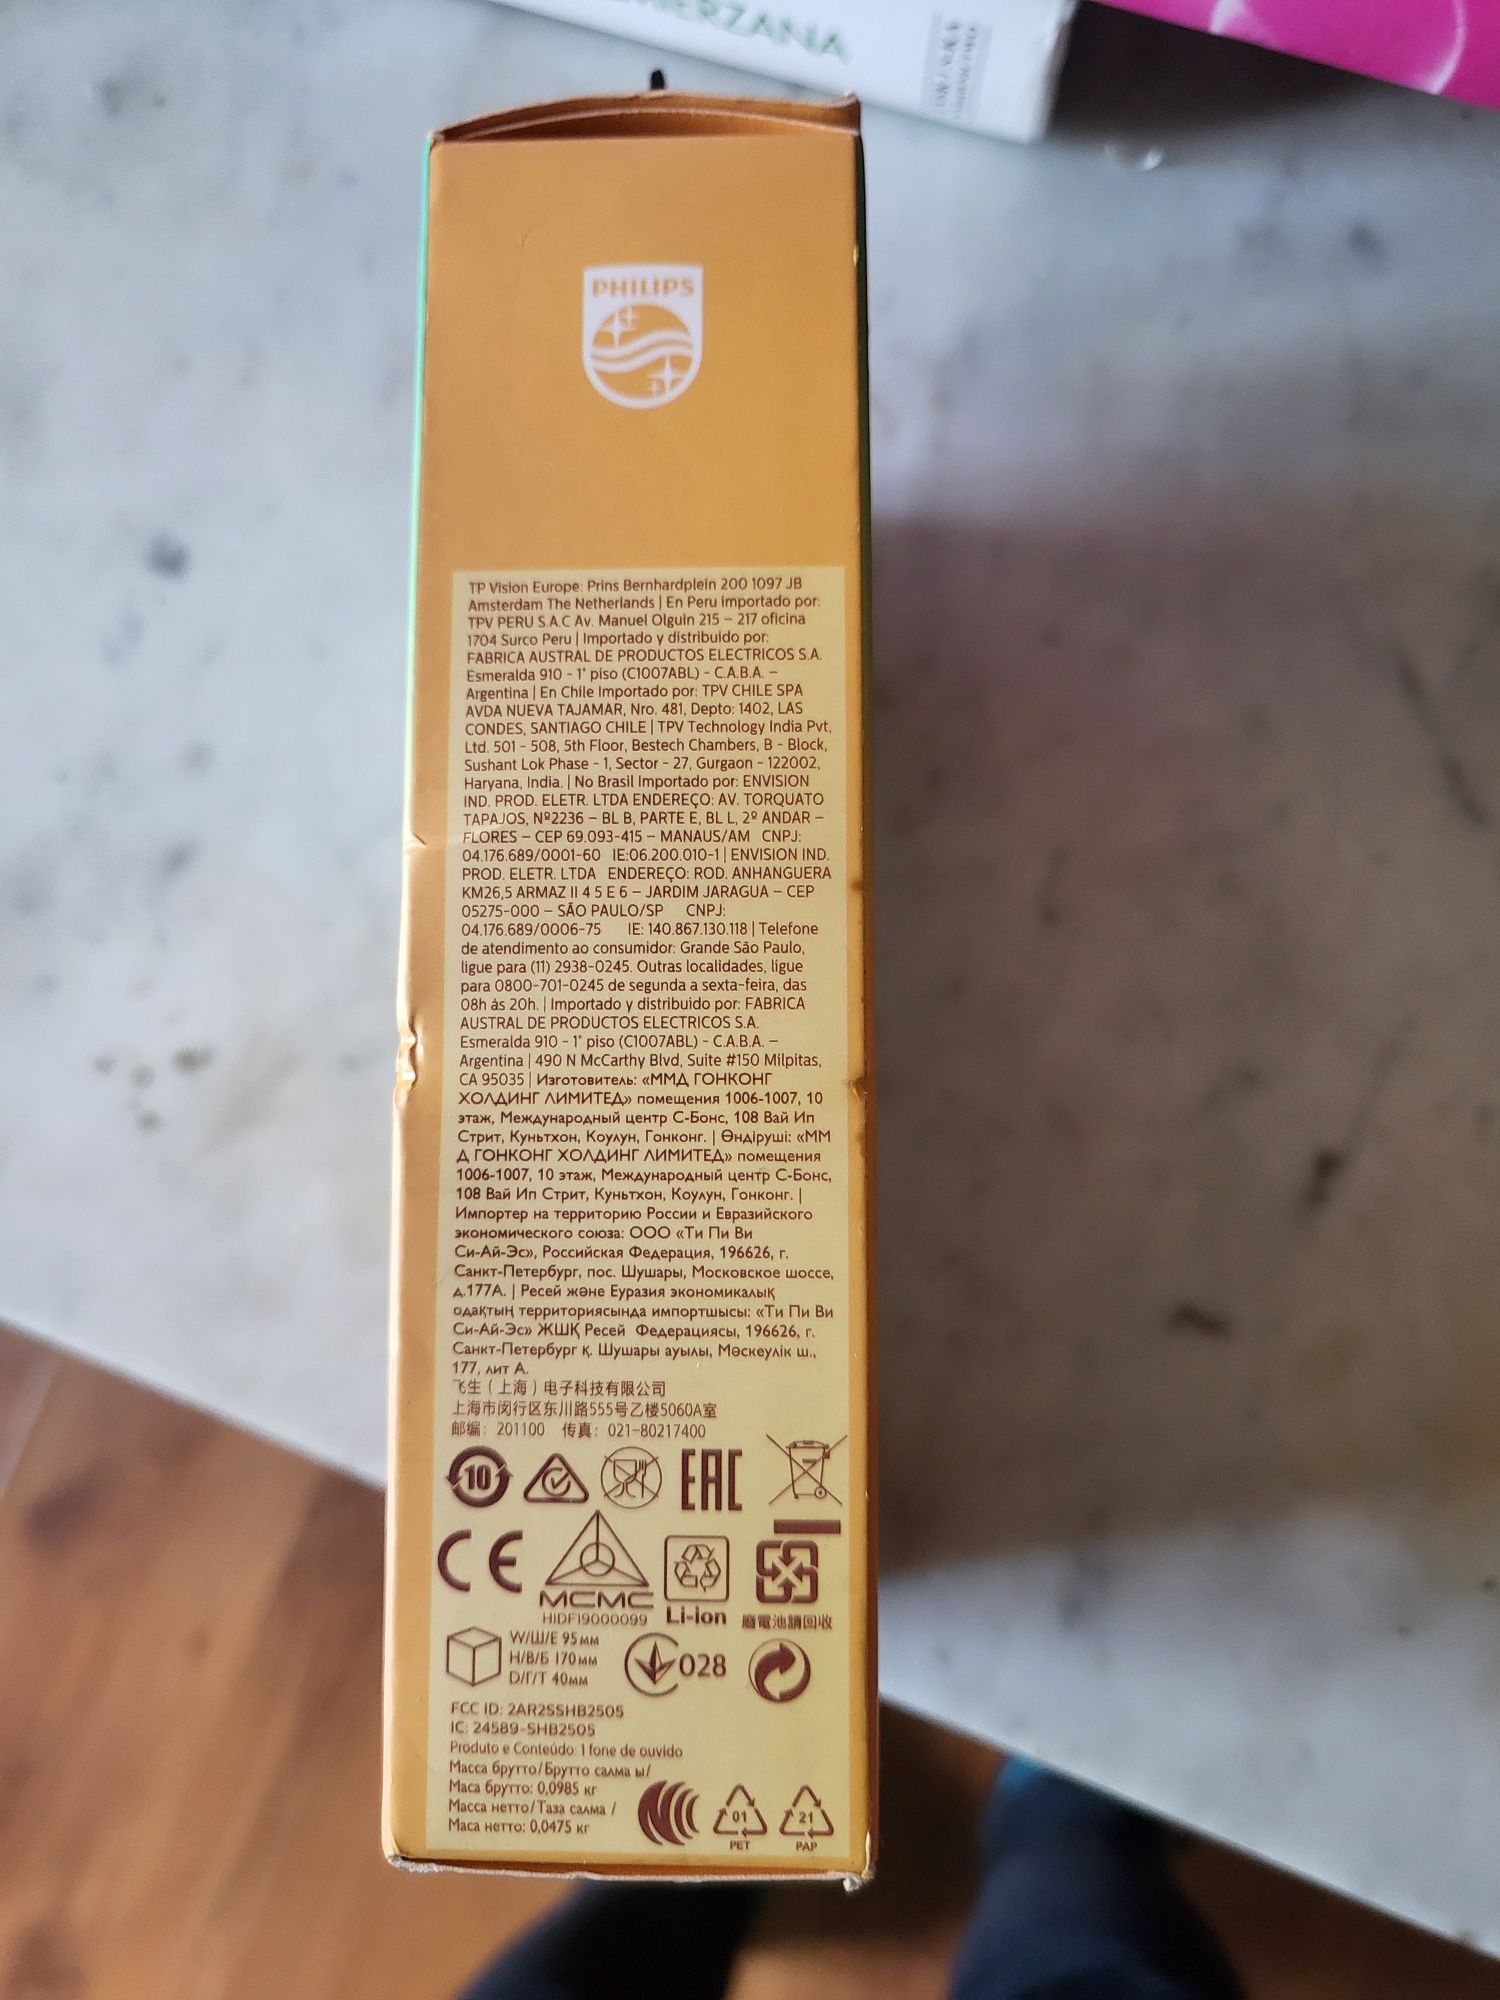 PHILIPS
TP Vision Europe: Prins Bernhardplein 200 1097 JB
Amsterdam The Netherlands | En Peru importado por:
TPV PERU S.A.C Av. Manuel Olguin 215 – 217 oficina
1704 Surco Peru | Importado y distribuido por:
FABRICA AUSTRAL DE PRODUCTOS ELECTRICOS S.A.
Esmeralda 910 - 1° piso (C1007ABL) - C.A.B.A. –
Argentina | En Chile Importado por: TPV CHILE SPA
AVDA NUEVA TAJAMAR, Nro. 481, Depto: 1402, LAS
CONDES, SANTIAGO CHILE | TPV Technology India Pvt,
Ltd. 501 - 508, 5th Floor, Bestech Chambers, B - Block,
Sushant Lok Phase - 1, Sector - 27, Gurgaon - 122002,
Haryana, India. | No Brasil Importado por: ENVISION
IND. PROD. ELETR. LTDA ENDEREÇO: AV. TORQUATO
TAPAJOS, Nº2236 – BL B, PARTE E, BL L, 2º ANDAR –
FLORES – CEP 69.093-415 – MANAUS/AM CNPJ:
04.176.689/0001-60 IE:06.200.010-1 | ENVISION IND.
PROD. ELETR. LTDA ENDEREÇO: ROD. ANHANGUERA
KM26,5 ARMAZ II 4 5 E 6 – JARDIM JARAGUA – CEP
05275-000 – SÃO PAULO/SP CNPJ:
04.176.689/0006-75 IE: 140.867.130.118 | Telefone
de atendimento ao consumidor: Grande São Paulo,
ligue para (11) 2938-0245. Outras localidades, ligue
para 0800-701-0245 de segunda a sexta-feira, das
08h às 20h. | Importado y distribuido por: FABRICA
AUSTRAL DE PRODUCTOS ELECTRICOS S.A.
Esmeralda 910 - 1° piso (C1007ABL) - C.A.B.A. –
Argentina | 490 N McCarthy Blvd, Suite #150 Milpitas,
CA 95035 | Изготовитель: «ММД ГОНКОНГ
ХОЛДИНГ ЛИМИТЕД» помещения 1006-1007, 10
этаж, Международный центр С-Бонс, 108 Вай Ип
Стрит, Куньтхон, Коулун, Гонконг. | Өндіруші: «ММ
Д ГОНКОНГ ХОЛДИНГ ЛИМИТЕД» помещения
1006-1007, 10 этаж, Международный центр С-Бонс,
108 Вай Ип Стрит, Куньтхон, Коулун, Гонконг. |
Импортер на территорию России и Евразийского
экономического союза: ООО «Ти Пи Ви
Си-Ай-Эс», Российская Федерация, 196626, г.
Санкт-Петербург, пос. Шушары, Московское шоссе,
д.177А. | Ресей және Еуразия экономикалық
одақтың территориясында импортшысы: «Ти Пи Ви
Си-Ай-Эс» ЖШҚ Ресей Федерациясы, 196626, г.
Санкт-Петербург қ. Шушары ауылы, Мәскеулік ш.,
177, лит А.
飞生（上海）电子科技有限公司
上海市闵行区东川路555号乙楼5060A室
邮编：201100 传真：021-80217400
10 EAC
CE MCMC
HIDF19000099 Li-ion 廢電池請回收
W/Ш/Е 95мм
H/В/Б 170мм
D/Г/Т 40мм
028
FCC ID: 2AR2SSHB2505
IC: 24589-SHB2505
Produto e Conteúdo: 1 fone de ouvido
Масса брутто/Брутто салма ы/
Маса брутто: 0,0985 кг
Масса нетто/Таза салма /
Маса нетто: 0,0475 кг
01 21
PET PAP